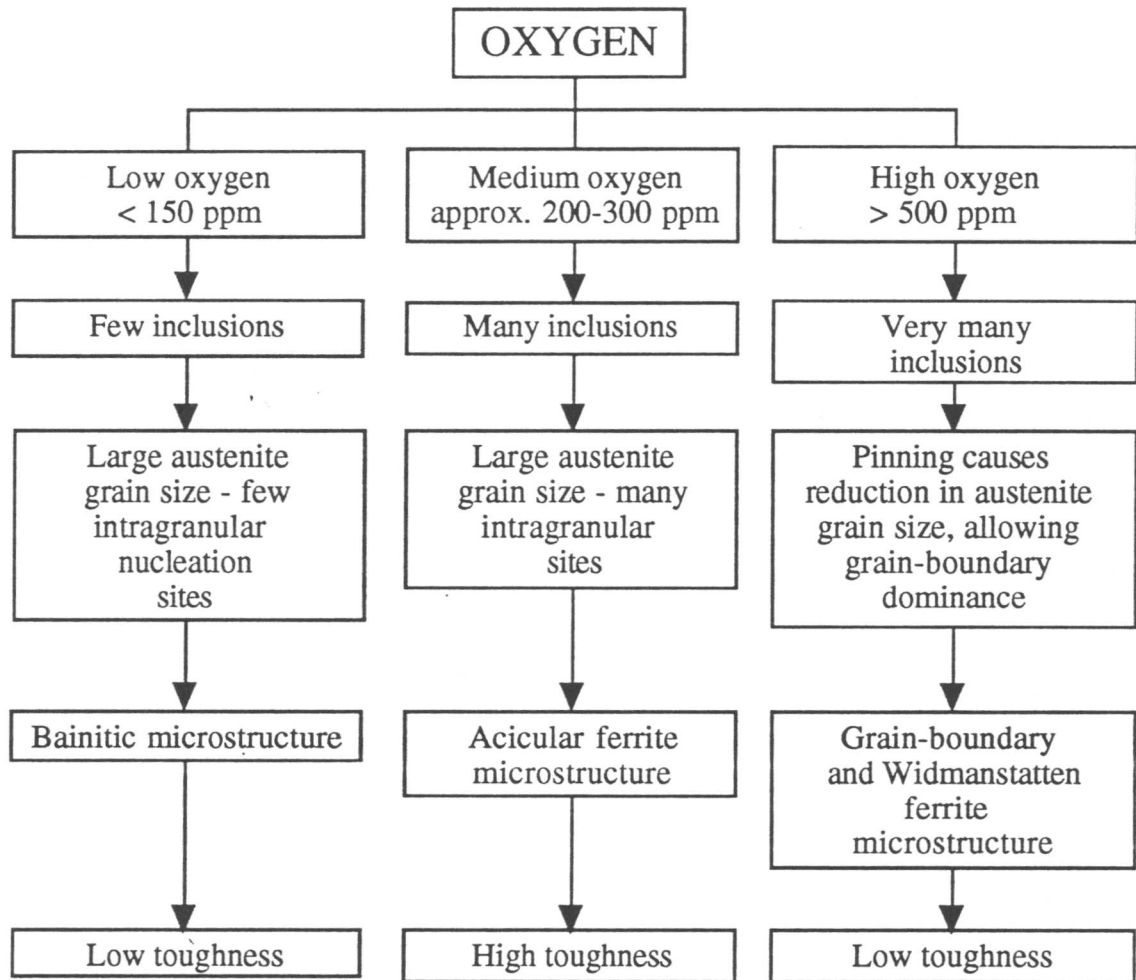 OXYGEN
Low oxygen
< 150 ppm
Medium oxygen
approx. 200-300 ppm
High oxygen
> 500 ppm
Few inclusions
Many inclusions
Very many
inclusions
Large austenite
grain size - few
intragranular
nucleation
sites
Large austenite
grain size - many
intragranular
sites
Pinning causes
reduction in austenite
grain size, allowing
grain-boundary
dominance
Bainitic microstructure
Acicular ferrite
microstructure
Grain-boundary
and Widmanstatten
ferrite
microstructure
Low toughness
High toughness
Low toughness